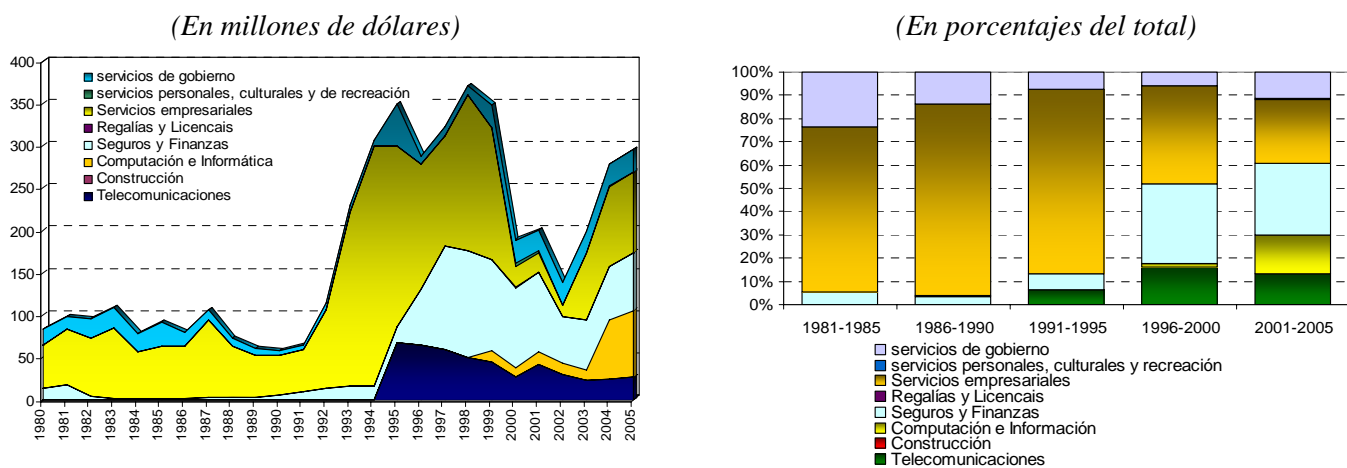 (En millones de dólares)
400
350
300
250
200
150
100
50
0
servicios de gobierno
servicios personales, culturales y de recreación
Servicios empresariales
Regalías y Licencais
Seguros y Finanzas
Computación e Informática
Construcción
Telecomunicaciones
1980 1981 1982 1983 1984 1985 1986 1987 1988 1989 1990 1991 1992 1993 1994 1995 1996 1997 1998 1999 2000 2001 2002 2003 2004 2005
(En porcentajes del total)
100%
90%
80%
70%
60%
50%
40%
30%
20%
10%
0%
1981-1985 1986-1990 1991-1995 1996-2000 2001-2005
servicios de gobierno
servicios personales, culturales y recreación
Servicios empresariales
Regalías y Licencais
Seguros y Finanzas
Computación e Información
Construcción
Telecomunicaciones